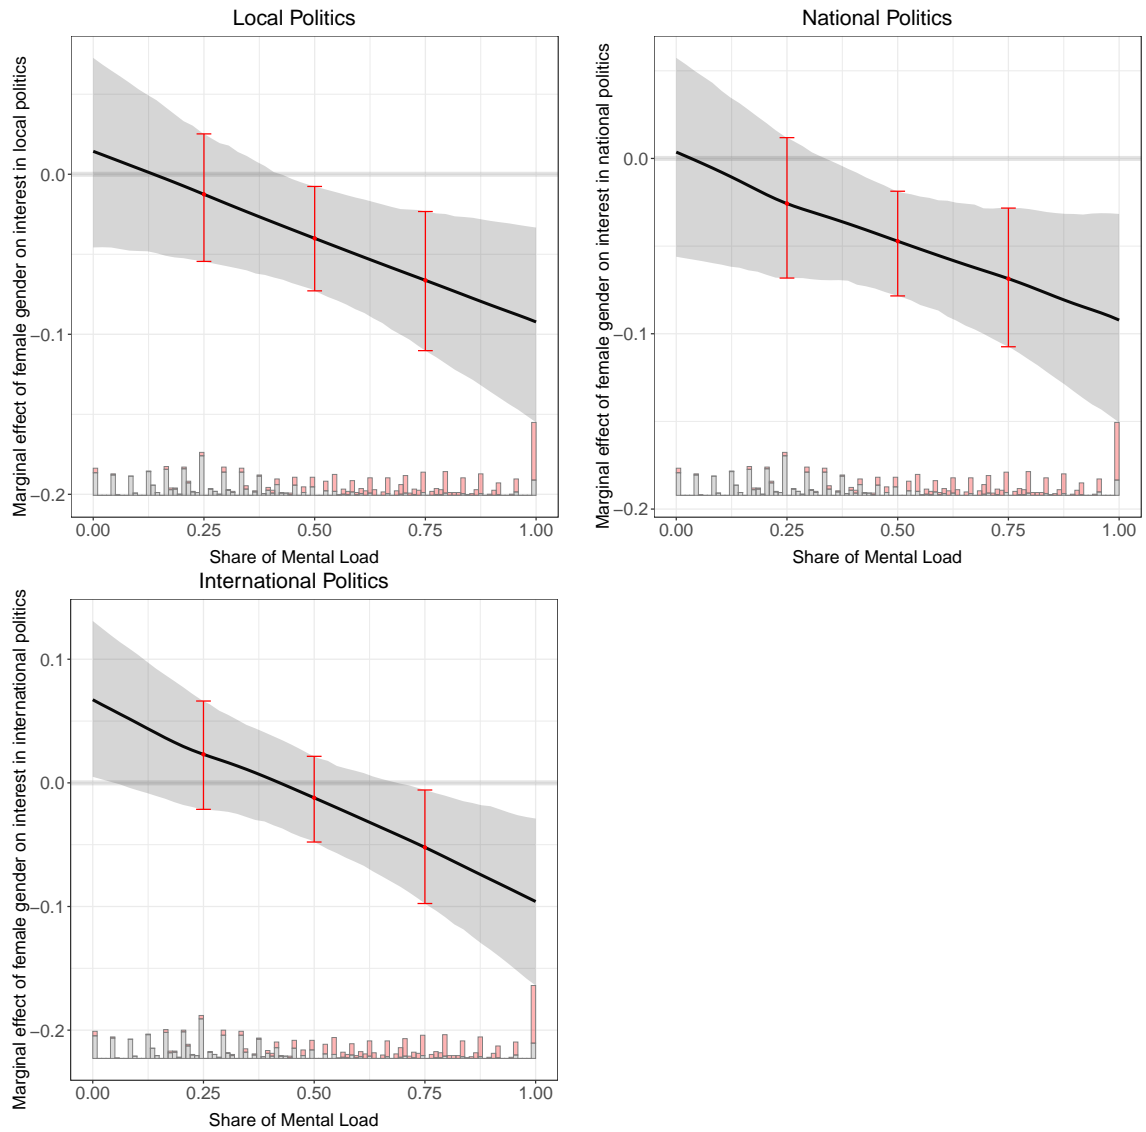 Local Politics
Marginal effect of female gender on interest in local politics
0.0
−0.1
−0.2
0.00
0.25
0.50
0.75
1.00
Share of Mental Load
National Politics
Marginal effect of female gender on interest in national politics
0.0
−0.1
−0.2
0.00
0.25
0.50
0.75
1.00
Share of Mental Load
International Politics
Marginal effect of female gender on interest in international politics
0.1
0.0
−0.1
−0.2
0.00
0.25
0.50
0.75
1.00
Share of Mental Load